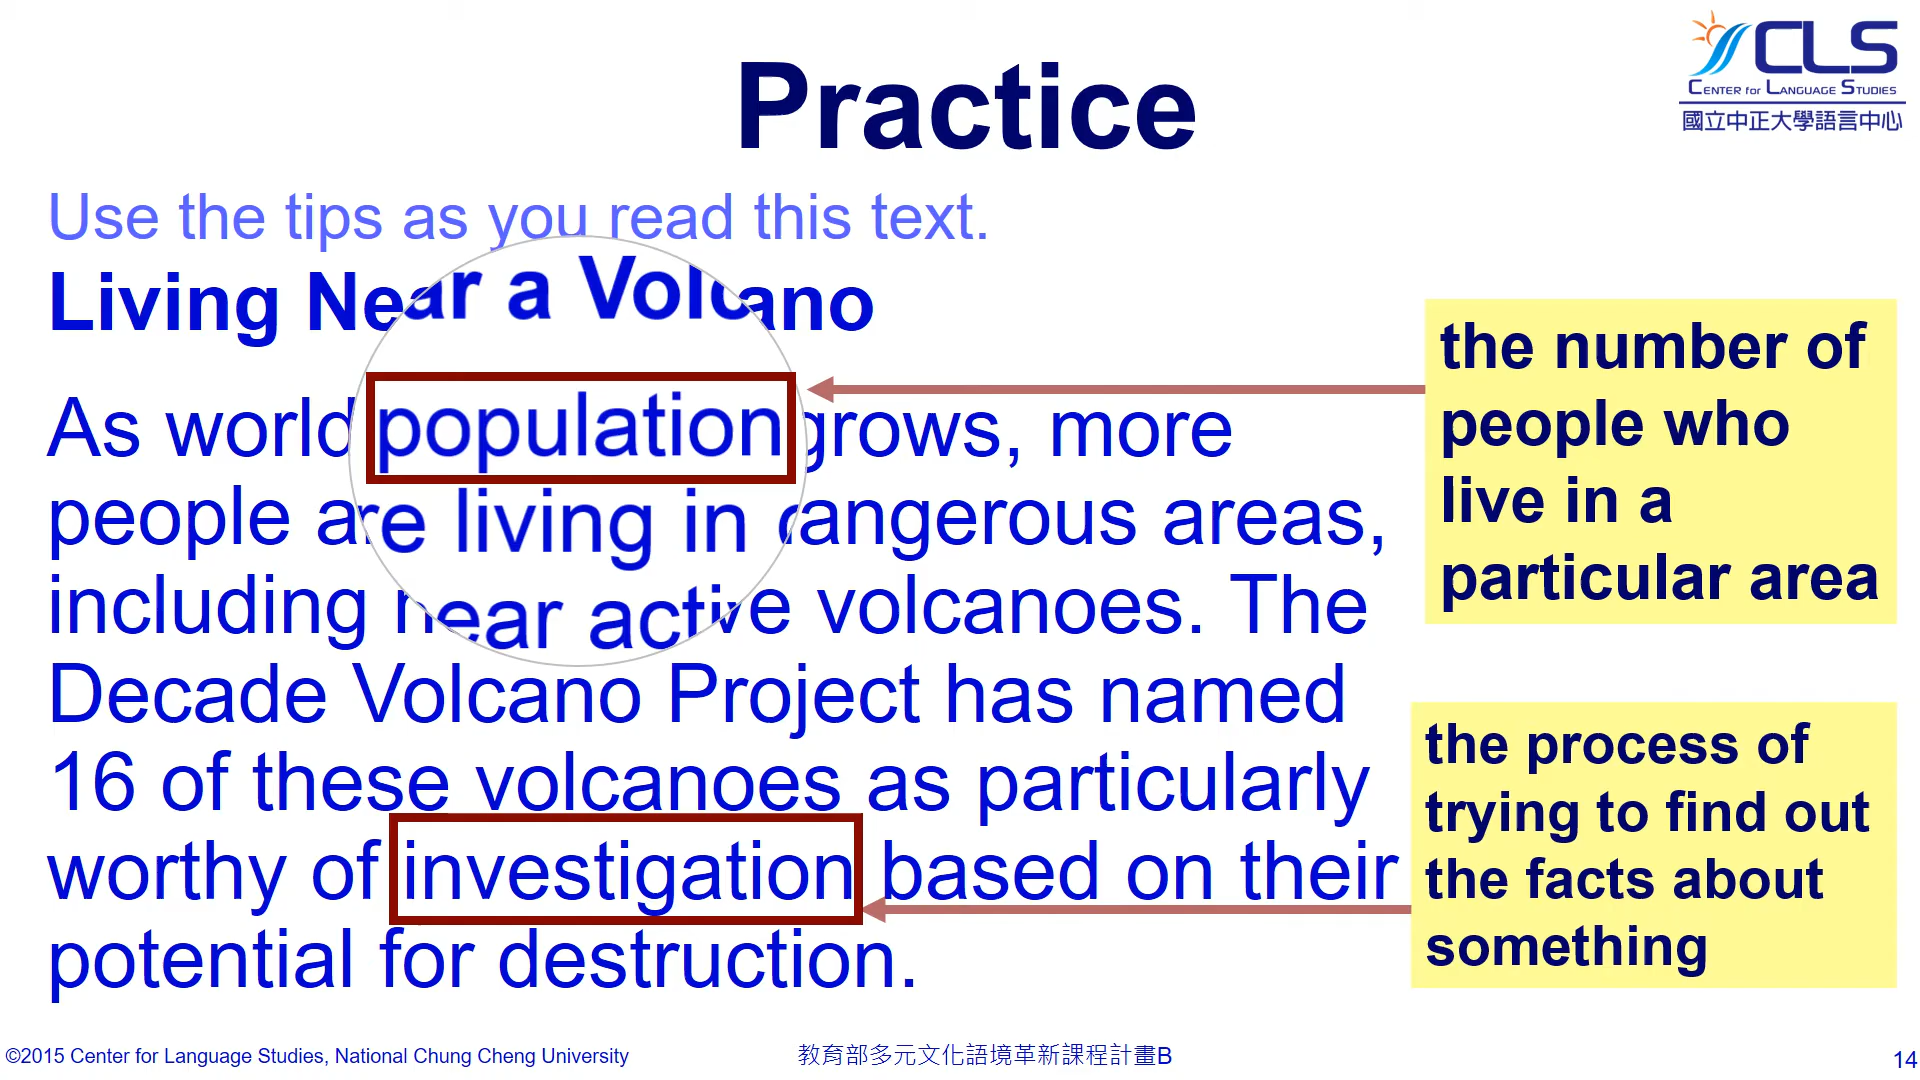 CLS
CENTER for LANGUAGE STUDIES
國立中正大學語言中心
Practice
Use the tips as you read this text.
Living Near a Volcano
As world population grows, more
people are living in dangerous areas,
including near active volcanoes. The
Decade Volcano Project has named
16 of these volcanoes as particularly
worthy of investigation based on their
potential for destruction.
the number of
people who
live in a
particular area
the process of
trying to find out
the facts about
something
©2015 Center for Language Studies, National Chung Cheng University
教育部多元文化語境革新課程計畫B
14